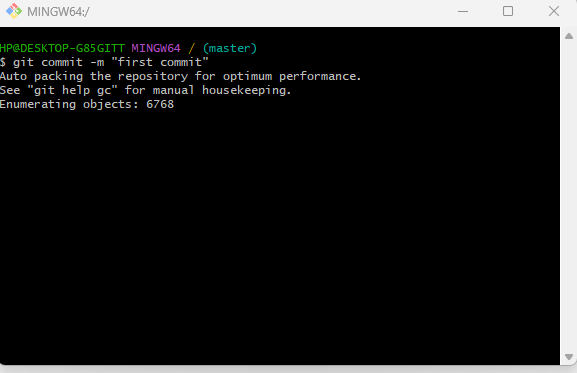 MINGW64:/
HP@DESKTOP-G85GITT MINGW64 / (master)
$ git commit -m "first commit"
Auto packing the repository for optimum performance.
See "git help gc" for manual housekeeping.
Enumerating objects: 6768